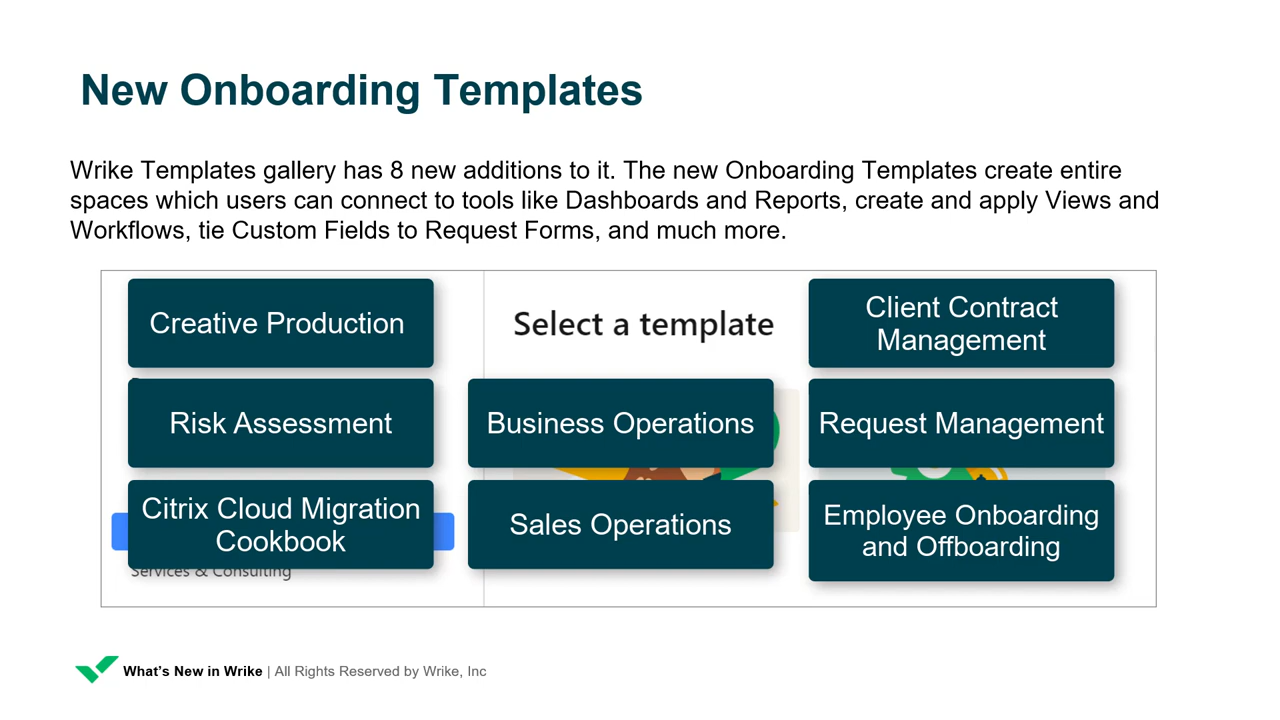 New Onboarding Templates
Wrike Templates gallery has 8 new additions to it. The new Onboarding Templates create entire
spaces which users can connect to tools like Dashboards and Reports, create and apply Views and
Workflows, tie Custom Fields to Request Forms, and much more.
Creative Production
Select a template
Client Contract
Management
Risk Assessment
Business Operations
Request Management
Citrix Cloud Migration
Cookbook
Sales Operations
Employee Onboarding
and Offboarding
Services & Consulting
What's New in Wrike | All Rights Reserved by Wrike, Inc